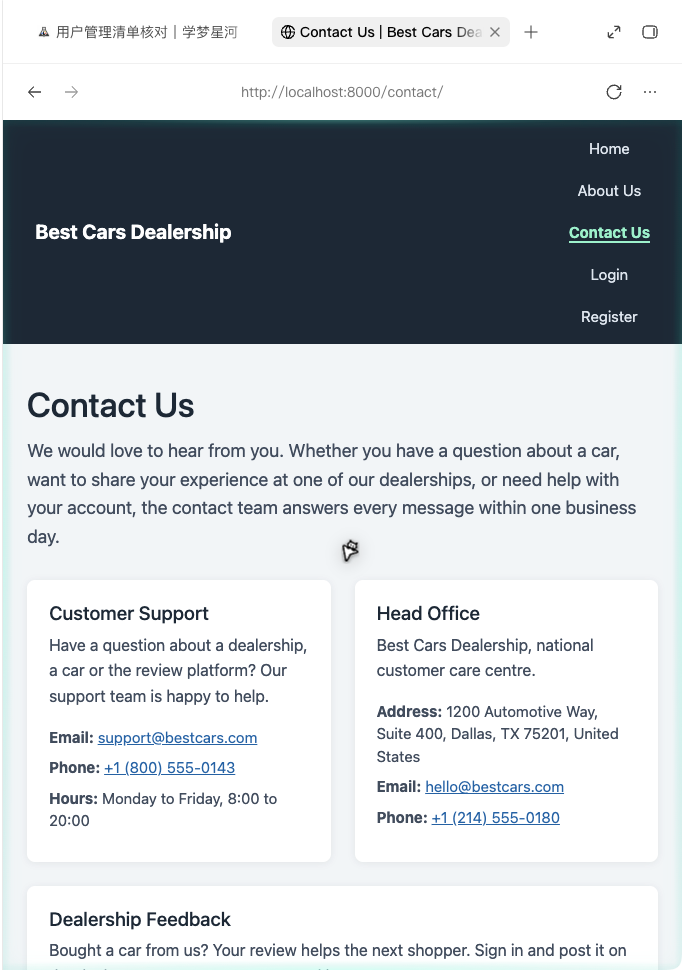 用户管理清单核对｜学梦星河
Contact Us | Best Cars Dea
http://localhost:8000/contact/
Home
About Us
Best Cars Dealership
Contact Us
Login
Register
Contact Us
We would love to hear from you. Whether you have a question about a car,
want to share your experience at one of our dealerships, or need help with
your account, the contact team answers every message within one business
day.
Customer Support
Have a question about a dealership,
a car or the review platform? Our
support team is happy to help.
Email: support@bestcars.com
Phone: +1 (800) 555-0143
Hours: Monday to Friday, 8:00 to
20:00
Head Office
Best Cars Dealership, national
customer care centre.
Address: 1200 Automotive Way,
Suite 400, Dallas, TX 75201, United
States
Email: hello@bestcars.com
Phone: +1 (214) 555-0180
Dealership Feedback
Bought a car from us? Your review helps the next shopper. Sign in and post it on